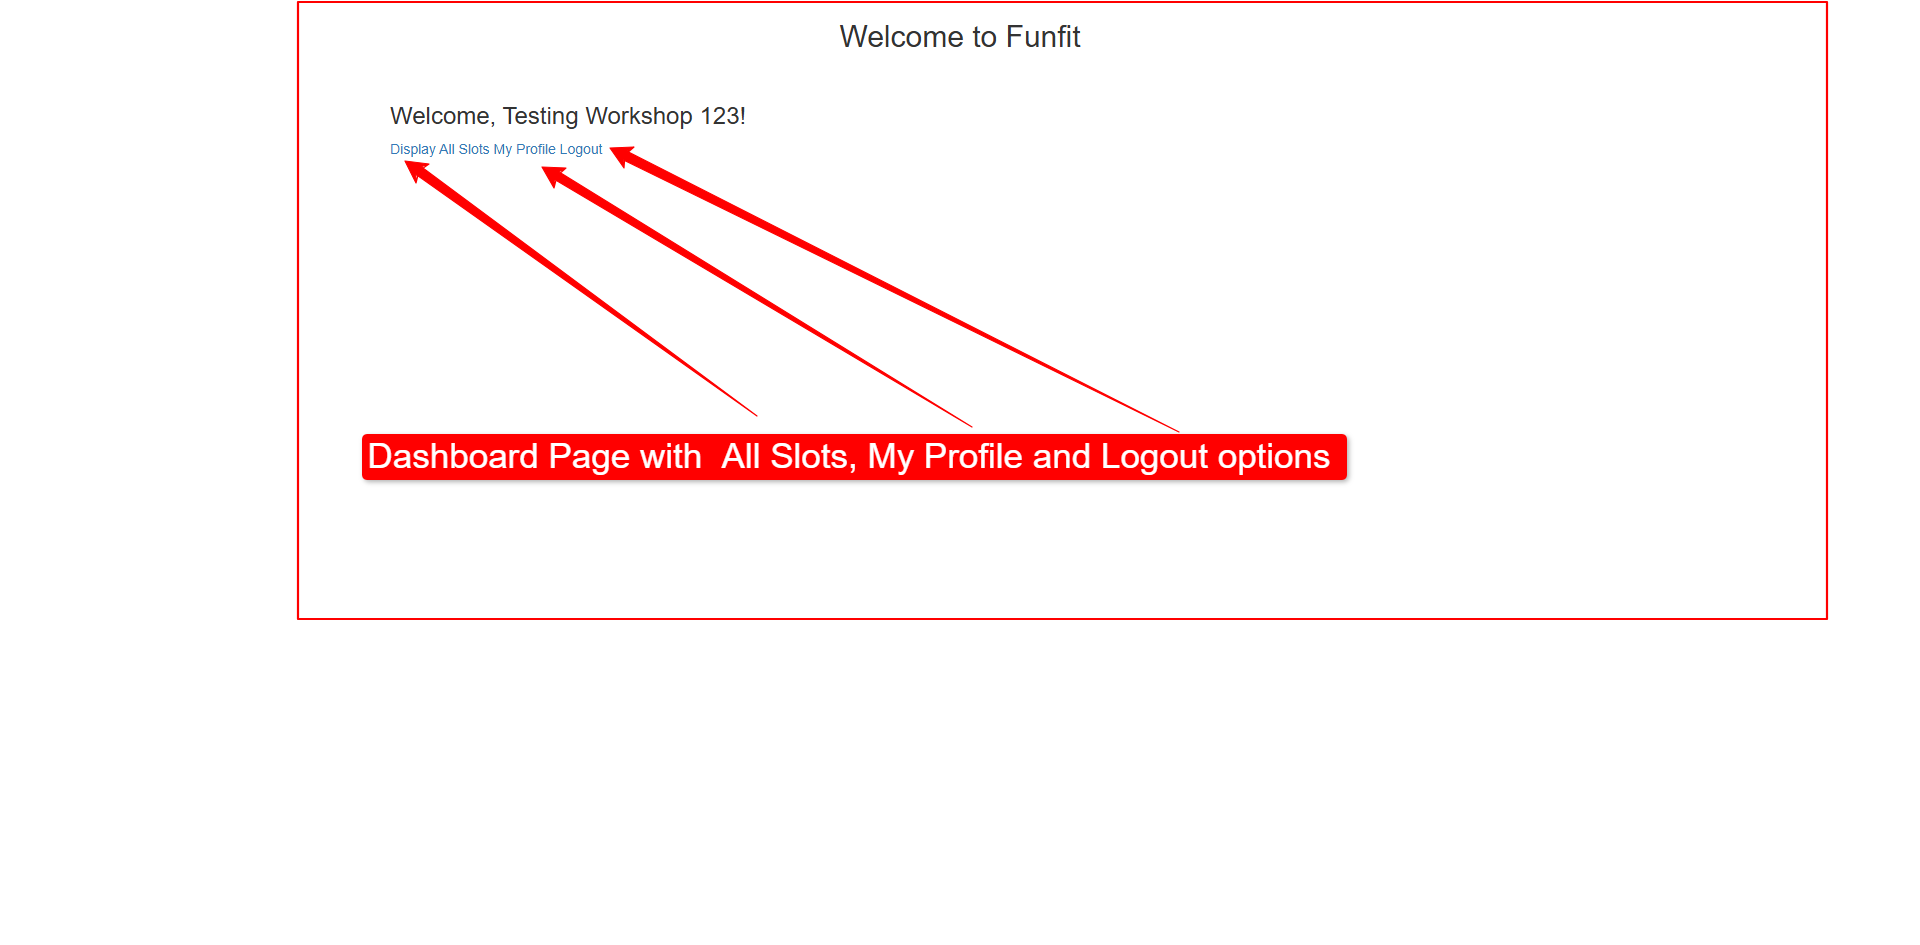 Welcome to Funfit
Welcome, Testing Workshop 123!
Display All Slots My Profile Logout
Dashboard Page with  All Slots, My Profile and Logout options